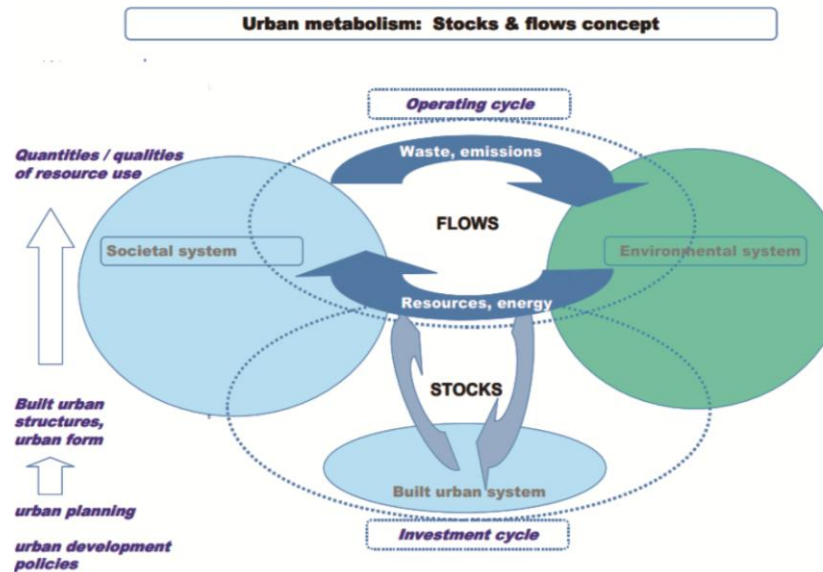 Urban metabolism: Stocks & flows concept
Operating cycle
Waste, emissions
Quantities / qualities
of resource use
FLOWS
Societal system
Environmental system
Resources, energy
STOCKS
Built urban
structures,
urban form
Built urban system
urban planning
Investment cycle
urban development
policies